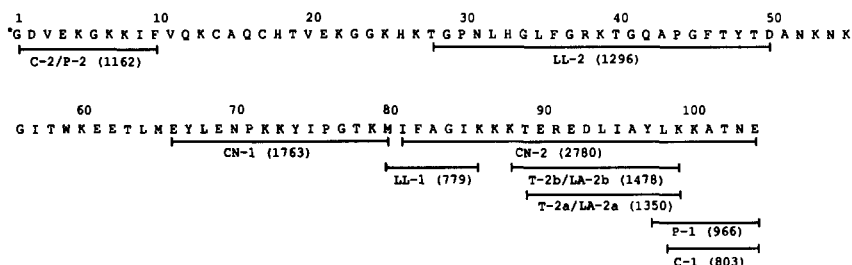 1 10 20 30 40 50
*G D V E K G K K I F V Q K C A Q C H T V E K G G K H K T G P N L H G L F G R K T G Q A P G F T Y T D A N K N K
C-2/P-2 (1162) LL-2 (1296)
60 70 80 90 100
G I T W K E E T L M E Y L E N P K K Y I P G T K M I F A G I K K K T E R E D L I A Y L K K A T N E
CN-1 (1763) CN-2 (2780)
LL-1 (779) T-2b/LA-2b (1478)
T-2a/LA-2a (1350)
P-1 (966)
C-1 (803)